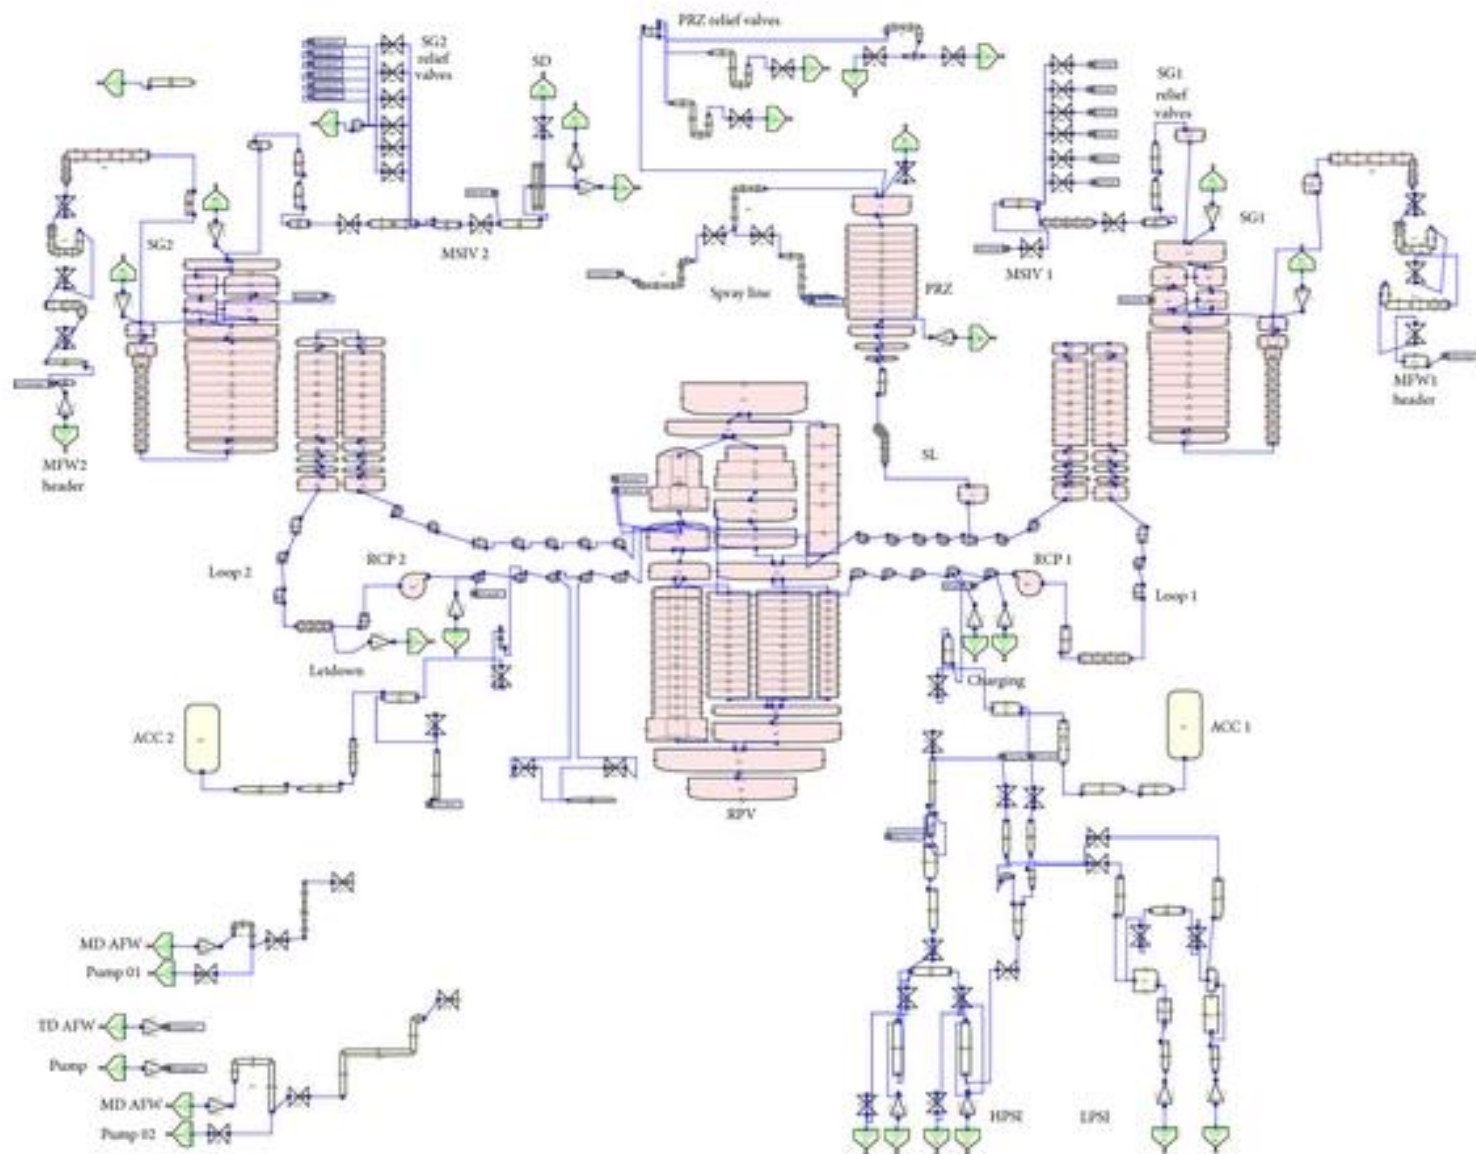 PRZ relief valves
SG2
relief
valves
SD
SG1
relief
valves
SG2
MSIV 2
Spray line
PRZ
MSIV 1
SG1
MFW1
header
MFW2
header
SL
RCP 2
RCP 1
Loop 2
Loop 1
Letdown
Charging
ACC 2
ACC 1
RPV
MD AFW
Pump 01
TD AFW
Pump
MD AFW
Pump 02
HPSI
LPSI